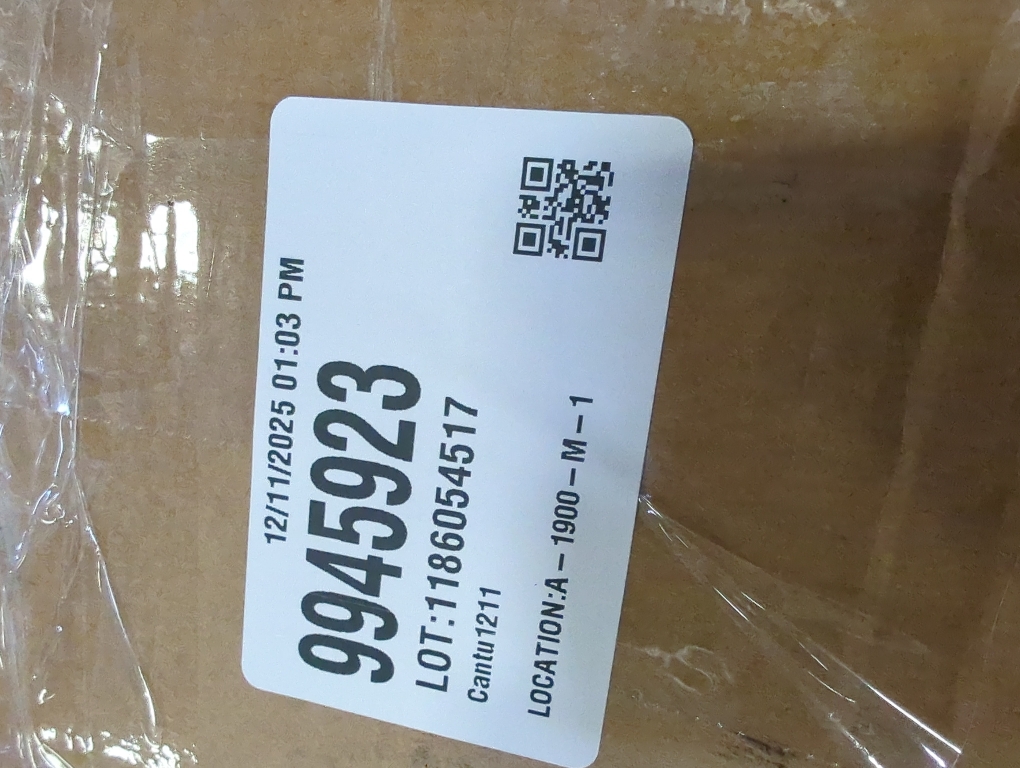 12/11/2025 01:03 PM
9945923
LOT:1186054517
Cantu1211
LOCATION:A – 1900 – M – 1